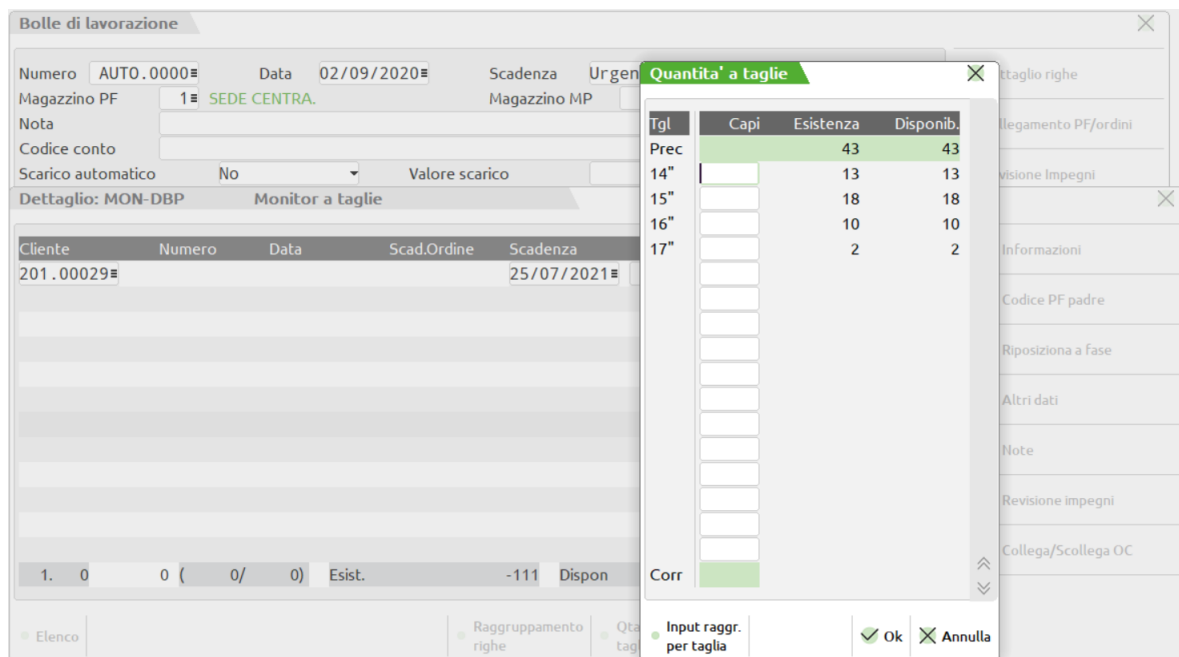 Bolle di lavorazione
Numero AUTO.0000 Data 02/09/2020 Scadenza Urgen
Magazzino PF 1 SEDE CENTRA. Magazzino MP
Nota
Codice conto
Scarico automatico No Valore scarico
ttaglio righe
llegamento PF/ordini
visione Impegni
Dettaglio: MON-DBP Monitor a taglie
Cliente Numero Data Scad.Ordine Scadenza
201.00029 25/07/2021
1. 0 0 ( 0/ 0) Esist. -111 Dispon
Elenco
Raggruppamento
righe
Qta
tagl
Quantita' a taglie
Tgl Capi Esistenza Disponib.
Prec 43 43
14" 13 13
15" 18 18
16" 10 10
17" 2 2
Corr
Input raggr.
per taglia
Ok
Annulla
Informazioni
Codice PF padre
Riposiziona a fase
Altri dati
Note
Revisione impegni
Collega/Scollega OC